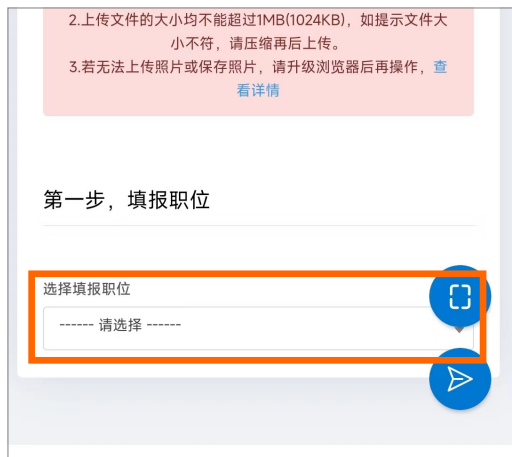 2.上传文件的大小均不能超过1MB(1024KB)，如提示文件大
小不符，请压缩再后上传。
3.若无法上传照片或保存照片，请升级浏览器后再操作，查
看详情
第一步，填报职位
选择填报职位
------ 请选择 ------